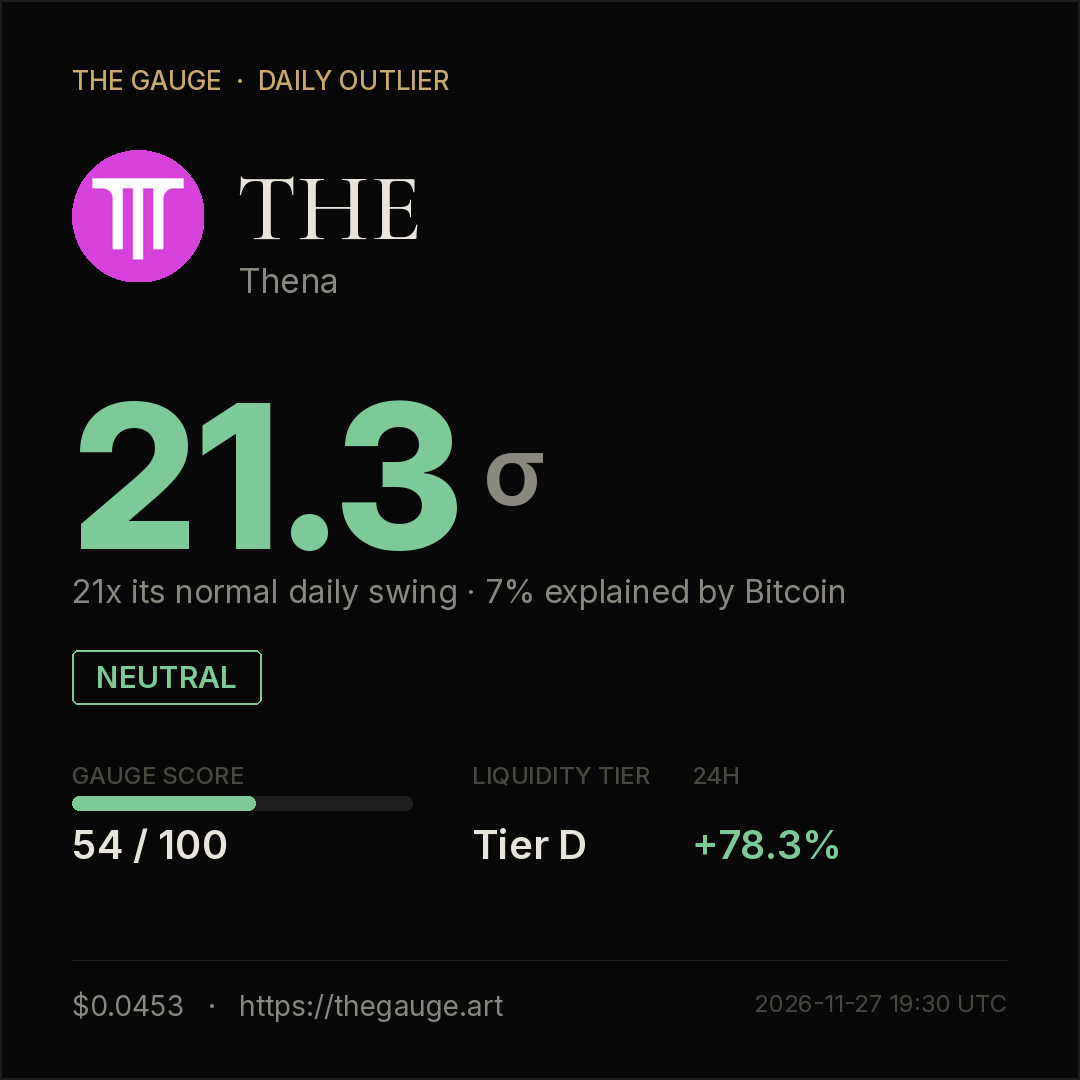 THE GAUGE · DAILY OUTLIER
THE
Thena
21.3 σ
21x its normal daily swing · 7% explained by Bitcoin
NEUTRAL
GAUGE SCORE LIQUIDITY TIER 24H
54 / 100 Tier D +78.3%
$0.0453 · https://thegauge.art 2026-11-27 19:30 UTC